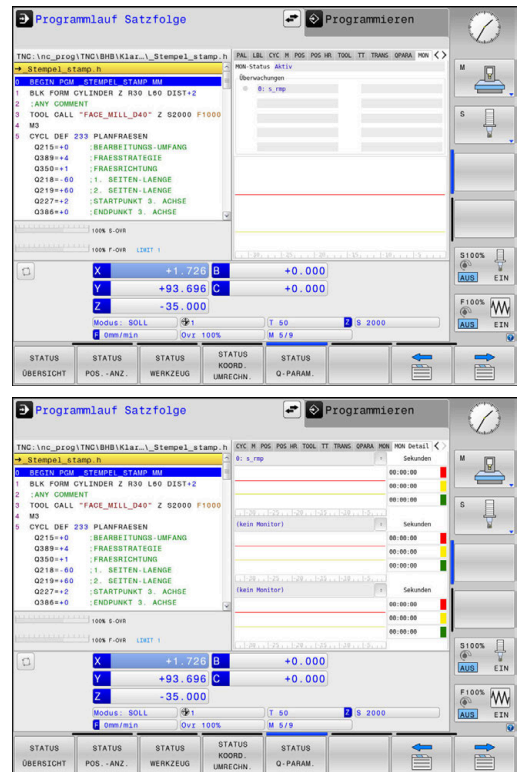 Programmlauf Satzfolge
Programmieren
TNC:\nc_prog\TNC\BHB\Klar…\_Stempel_stamp.h
→_Stempel_stamp.h
0 BEGIN PGM _STEMPEL_STAMP MM
1 BLK FORM CYLINDER Z R30 L60 DIST+2
2 ;ANY COMMENT
3 TOOL CALL "FACE_MILL_D40" Z S2000 F1000
4 M3
5 CYCL DEF 233 PLANFRAESEN
Q215=+0 ;BEARBEITUNGS-UMFANG
Q389=+4 ;FRAESSTRATEGIE
Q350=+1 ;FRAESRICHTUNG
Q218=-60 ;1. SEITEN-LAENGE
Q219=+60 ;2. SEITEN-LAENGE
Q227=+2 ;STARTPUNKT 3. ACHSE
Q386=+0 ;ENDPUNKT 3. ACHSE
PAL LBL CYC M POS POS HR TOOL TT TRANS QPARA MON
MON-Status Aktiv
Überwachungen
0: s_rmp
100% S-OVR
100% F-OVR LIMIT 1
X +1.726 B +0.000
Y +93.696 C +0.000
Z -35.000
Modus: SOLL 1 T 50 Z S 2000
F 0mm/min Ovr 100% M 5/9
M
S
S100%
AUS EIN
F100%
AUS EIN
STATUS ÜBERSICHT
STATUS POS.-ANZ.
STATUS WERKZEUG
STATUS KOORD. UMRECHN.
STATUS Q-PARAM.
Programmlauf Satzfolge
Programmieren
TNC:\nc_prog\TNC\BHB\Klar…\_Stempel_stamp.h
→_Stempel_stamp.h
0 BEGIN PGM _STEMPEL_STAMP MM
1 BLK FORM CYLINDER Z R30 L60 DIST+2
2 ;ANY COMMENT
3 TOOL CALL "FACE_MILL_D40" Z S2000 F1000
4 M3
5 CYCL DEF 233 PLANFRAESEN
Q215=+0 ;BEARBEITUNGS-UMFANG
Q389=+4 ;FRAESSTRATEGIE
Q350=+1 ;FRAESRICHTUNG
Q218=-60 ;1. SEITEN-LAENGE
Q219=+60 ;2. SEITEN-LAENGE
Q227=+2 ;STARTPUNKT 3. ACHSE
Q386=+0 ;ENDPUNKT 3. ACHSE
CYC M POS POS HR TOOL TT TRANS QPARA MON MON Detail
0: s_rmp Sekunden
00:00:00
00:00:00
00:00:00
(kein Monitor) Sekunden
00:00:00
00:00:00
00:00:00
(kein Monitor) Sekunden
00:00:00
00:00:00
00:00:00
100% S-OVR
100% F-OVR LIMIT 1
X +1.726 B +0.000
Y +93.696 C +0.000
Z -35.000
Modus: SOLL 1 T 50 Z S 2000
F 0mm/min Ovr 100% M 5/9
M
S
S100%
AUS EIN
F100%
AUS EIN
STATUS ÜBERSICHT
STATUS POS.-ANZ.
STATUS WERKZEUG
STATUS KOORD. UMRECHN.
STATUS Q-PARAM.